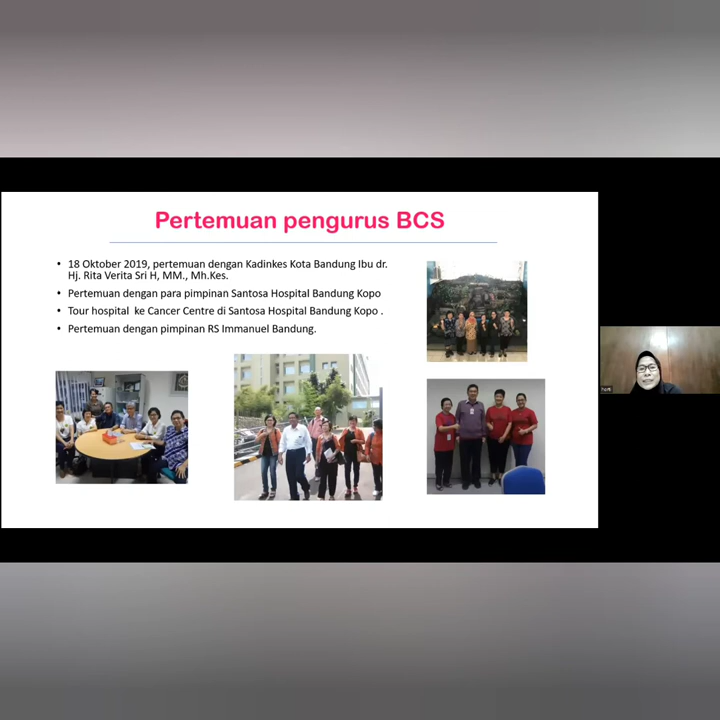 Pertemuan pengurus BCS
• 18 Oktober 2019, pertemuan dengan Kadinkes Kota Bandung Ibu dr.
Hj. Rita Verita Sri H, MM., Mh.Kes.
• Pertemuan dengan para pimpinan Santosa Hospital Bandung Kopo
• Tour hospital ke Cancer Centre di Santosa Hospital Bandung Kopo .
• Pertemuan dengan pimpinan RS Immanuel Bandung.